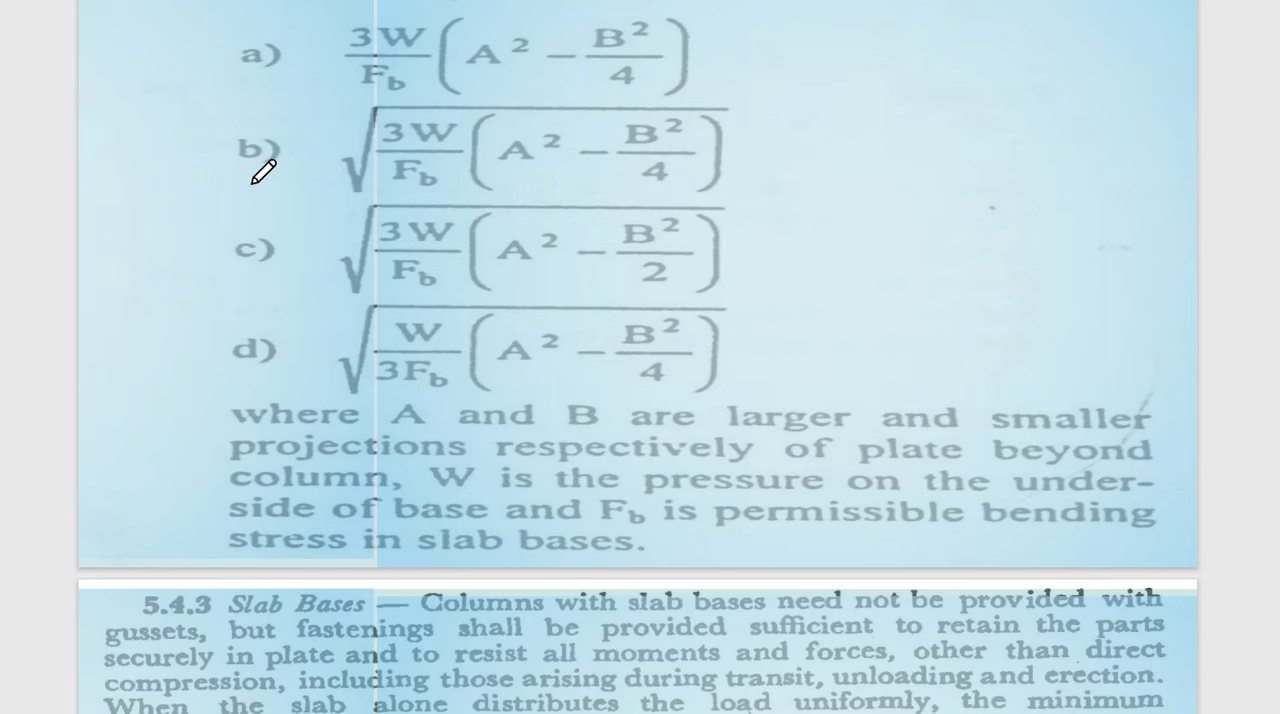 a) 3W/F_b (A² − B²/4)
b) √(3W/F_b (A² − B²/4))
c) √(3W/F_b (A² − B²/2))
d) √(W/3F_b (A² − B²/4))
where A and B are larger and smaller
projections respectively of plate beyond
column, W is the pressure on the under-
side of base and F_b is permissible bending
stress in slab bases.
5.4.3 Slab Bases — Columns with slab bases need not be provided with
gussets, but fastenings shall be provided sufficient to retain the parts
securely in plate and to resist all moments and forces, other than direct
compression, including those arising during transit, unloading and erection.
When the slab alone distributes the load uniformly, the minimum